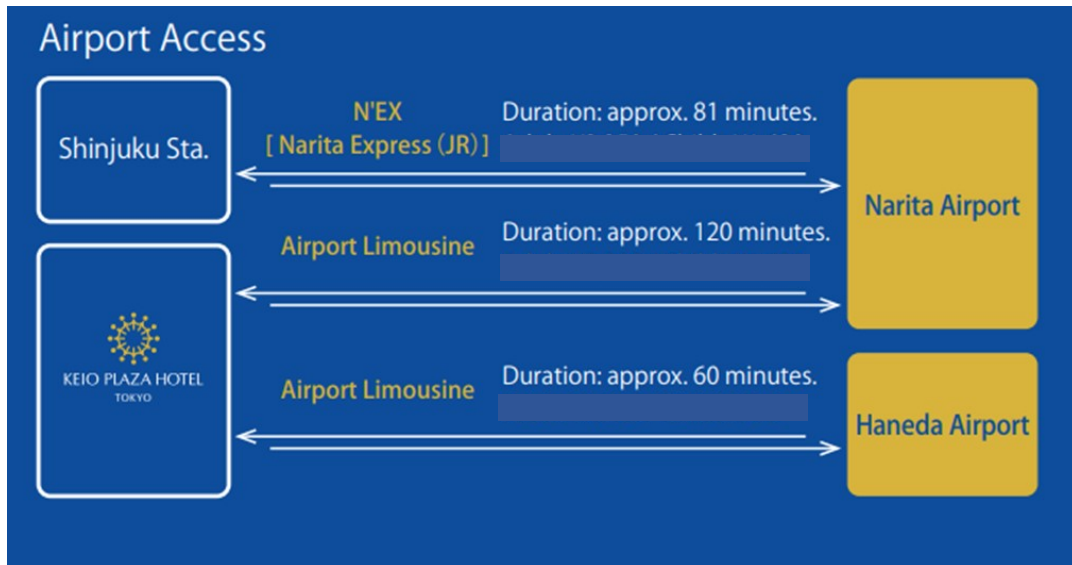 Airport Access
Shinjuku Sta.
N'EX
[ Narita Express (JR) ]
Duration: approx. 81 minutes.
Narita Airport
Airport Limousine
Duration: approx. 120 minutes.
KEIO PLAZA HOTEL
TOKYO
Airport Limousine
Duration: approx. 60 minutes.
Haneda Airport